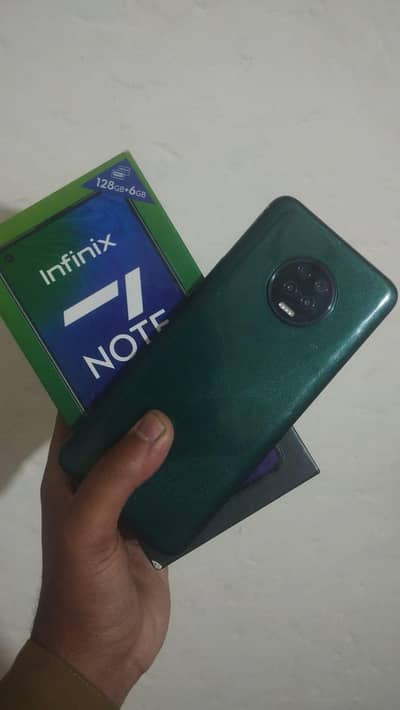 128GB+6GB
Infinix
7
NOTE